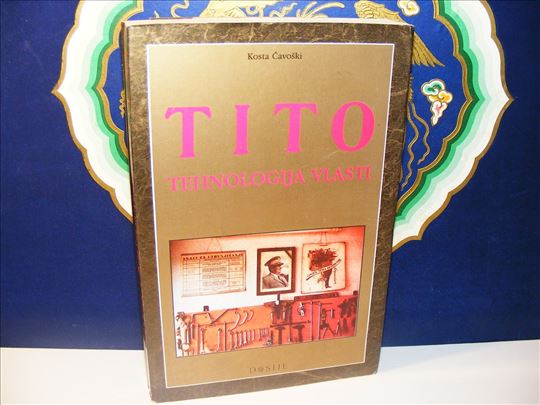 Kosta Čavoški
TITO
TEHNOLOGIJA VLASTI
DOSIJE